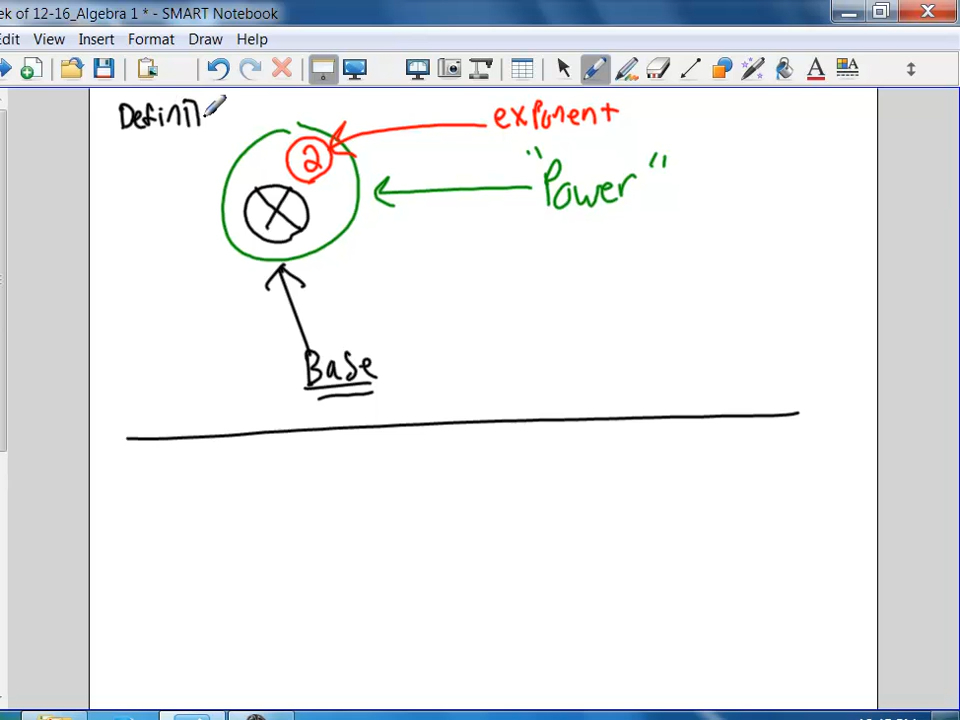 ek of 12-16_Algebra 1 * - SMART Notebook
Edit View Insert Format Draw Help
Definit
exponent
2
"Power"
X
Base